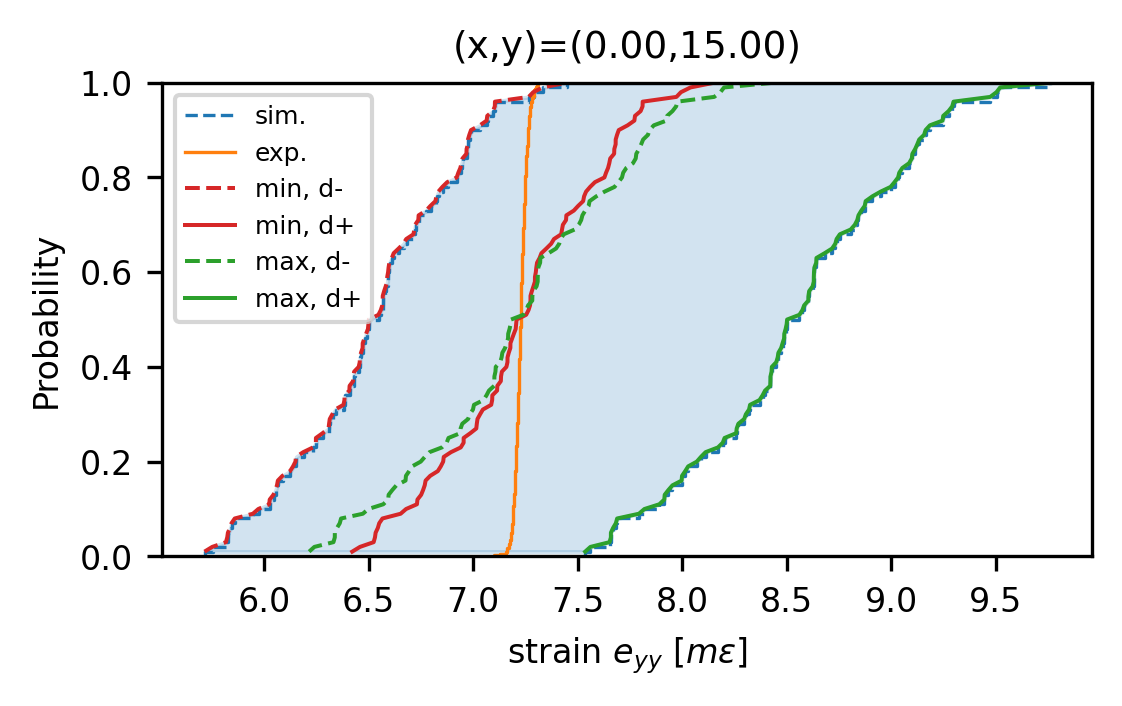 (x,y)=(0.00,15.00)
Probability
1.0
0.8
0.6
0.4
0.2
0.0
sim.
exp.
min, d-
min, d+
max, d-
max, d+
6.0 6.5 7.0 7.5 8.0 8.5 9.0 9.5
strain e_yy [mε]